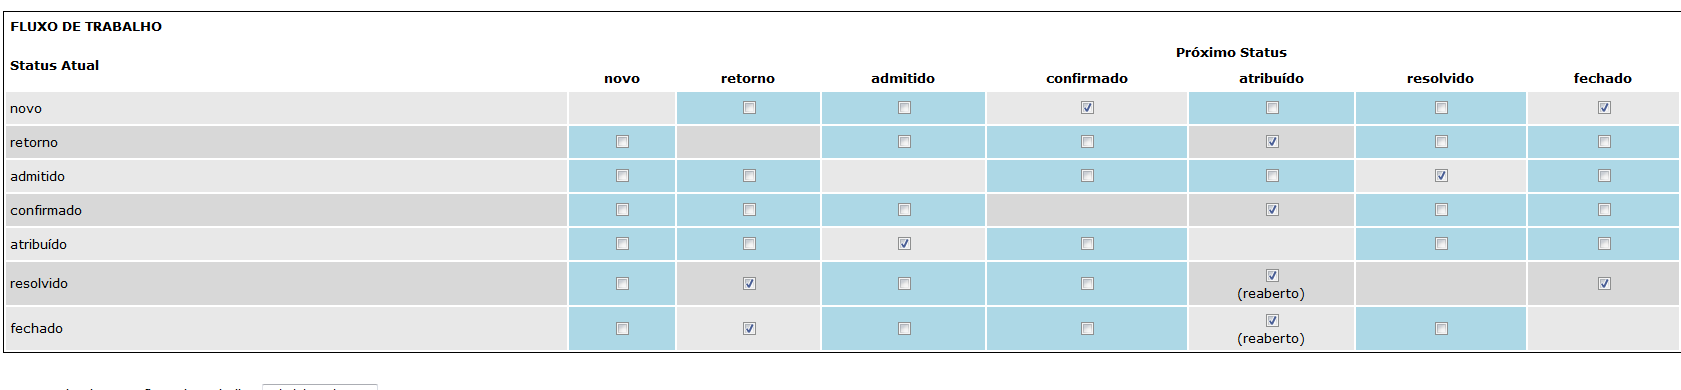 FLUXO DE TRABALHO
Próximo Status
Status Atual
novo retorno admitido confirmado atribuído resolvido fechado
novo
retorno
admitido
confirmado
atribuído
resolvido
(reaberto)
fechado
(reaberto)